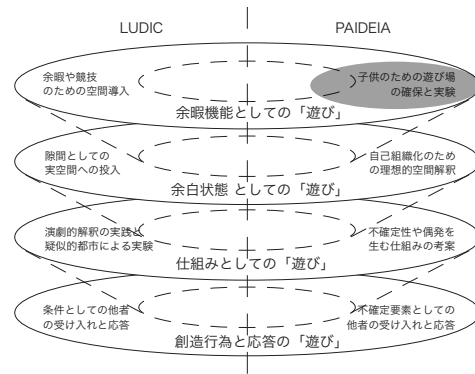 LUDIC
PAIDEIA
余暇や競技
のための空間導入
子供のための遊び場
の確保と実験
余暇機能としての「遊び」
隙間としての
実空間への投入
自己組織化のため
の理想的空間解釈
余白状態 としての「遊び」
演劇的解釈の実践と
疑似的都市による実験
不確定性や偶発を
生む仕組みの考案
仕組みとしての「遊び」
条件としての他者
の受け入れと応答
不確定要素としての
他者の受け入れと応答
創造行為と応答の「遊び」